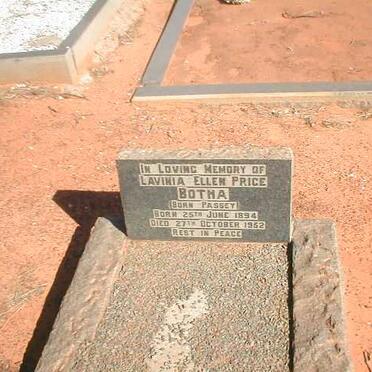 IN LOVING MEMORY OF
LAVINIA ELLEN PRICE
BOTHA
(BORN PASSEY)
BORN 25TH JUNE 1894
DIED 27TH OCTOBER 1952
REST IN PEACE